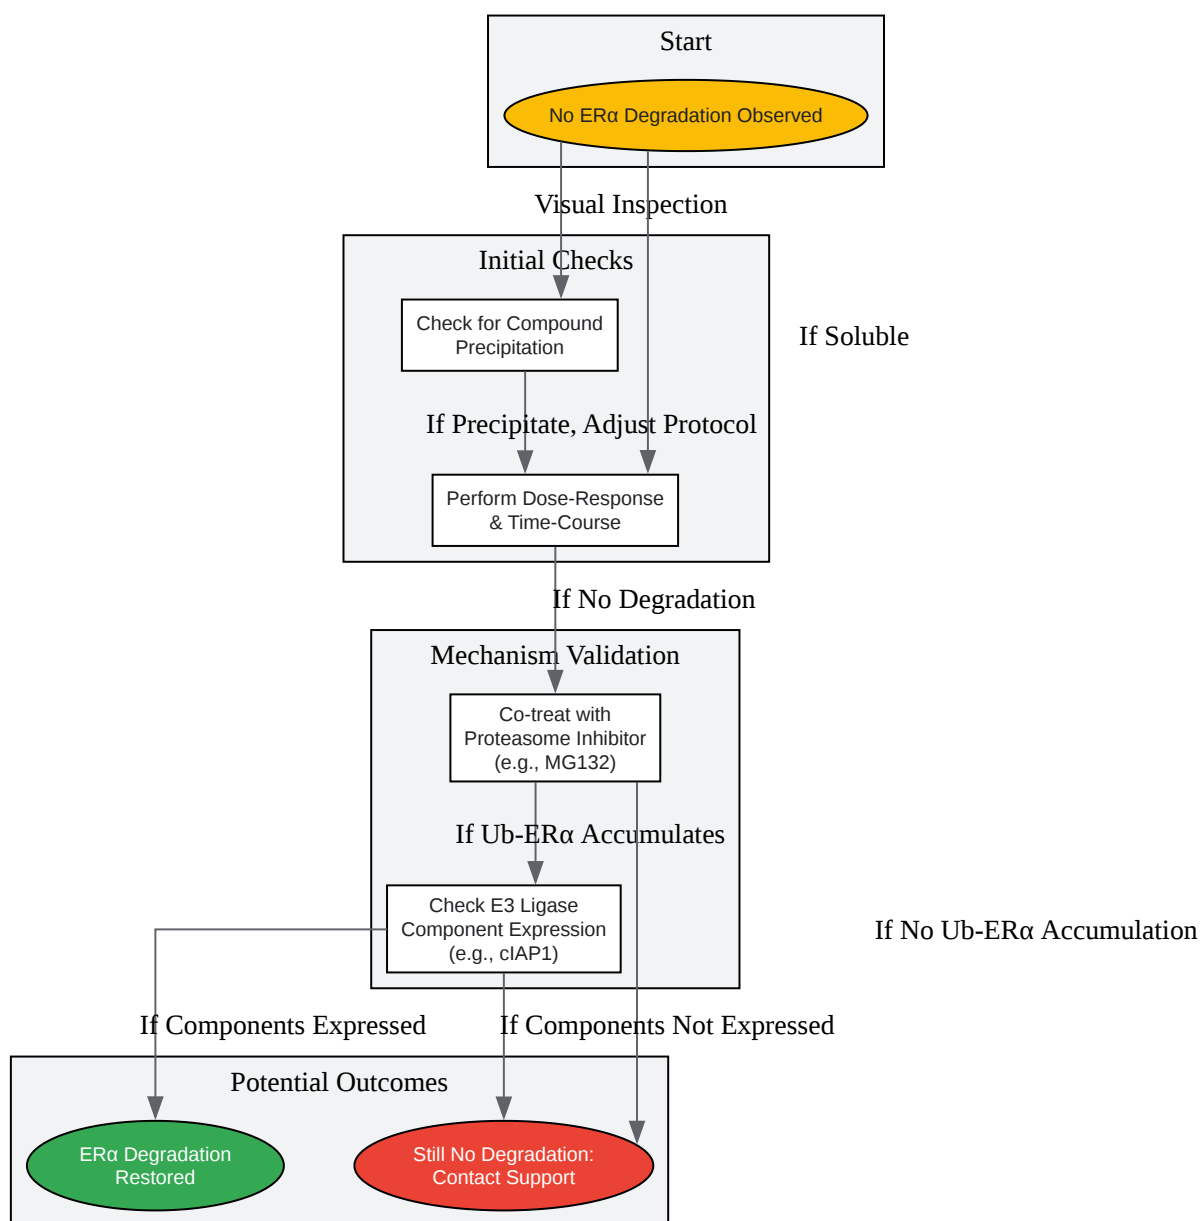 Start
No ERα Degradation Observed
Visual Inspection
Initial Checks
Check for Compound
Precipitation
If Soluble
If Precipitate, Adjust Protocol
Perform Dose-Response
& Time-Course
If No Degradation
Mechanism Validation
Co-treat with
Proteasome Inhibitor
(e.g., MG132)
If Ub-ERα Accumulates
Check E3 Ligase
Component Expression
(e.g., cIAP1)
If No Ub-ERα Accumulation
If Components Expressed
If Components Not Expressed
Potential Outcomes
ERα Degradation
Restored
Still No Degradation:
Contact Support